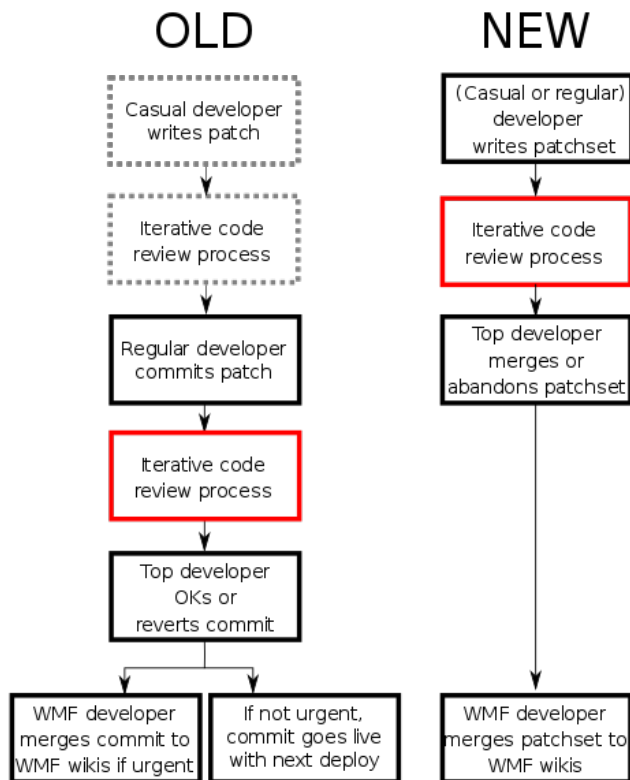 OLD
Casual developer
writes patch
Iterative code
review process
Regular developer
commits patch
Iterative code
review process
Top developer
OKs or
reverts commit
WMF developer
merges commit to
WMF wikis if urgent
If not urgent,
commit goes live
with next deploy
NEW
(Casual or regular)
developer
writes patchset
Iterative code
review process
Top developer
merges or
abandons patchset
WMF developer
merges patchset to
WMF wikis